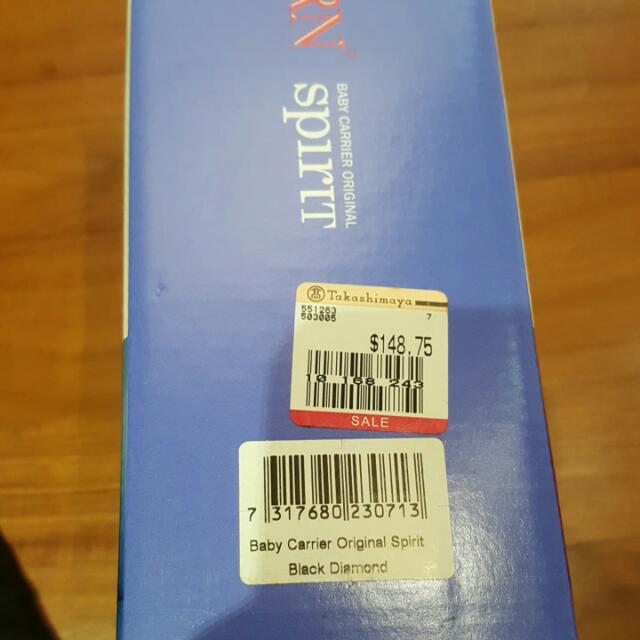 RN®
BABY CARRIER ORIGINAL
spirit
Takashimaya
551263
503005
7
$148.75
10 168 243
SALE
7 317680 230713
Baby Carrier Original Spirit
Black Diamond